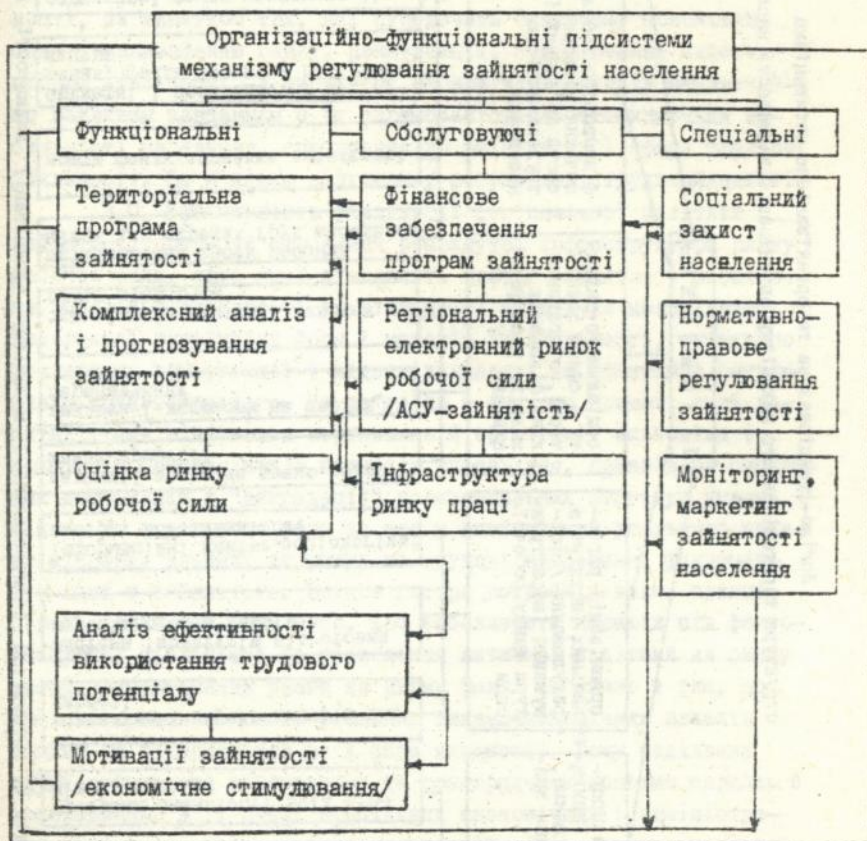 Організаційно-функціональні підсистеми
механізму регулювання зайнятості населення
Функціональні
Обслуговуючі
Спеціальні
Територіальна
програма
зайнятості
Фінансове
забезпечення
програм зайнятості
Соціальний
захист
населення
Комплексний аналіз
і прогнозування
зайнятості
Регіональний
електронний ринок
робочої сили
/АСУ-зайнятість/
Нормативно-
правове
регулювання
зайнятості
Оцінка ринку
робочої сили
Інфраструктура
ринку праці
Моніторинг,
маркетинг
зайнятості
населення
Аналіз ефективності
використання трудового
потенціалу
Мотивації зайнятості
/економічне стимулювання/